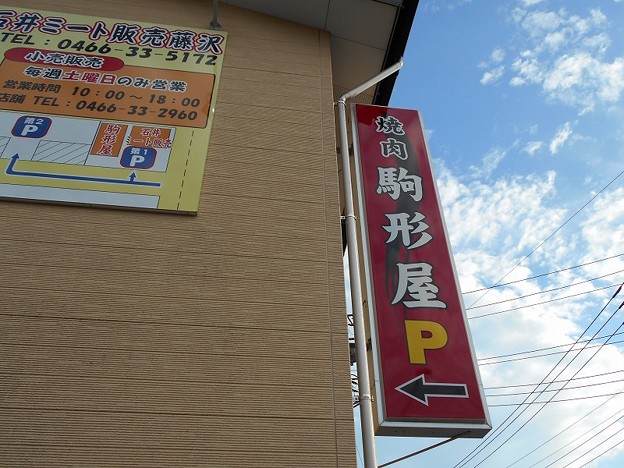 石井ミート販売藤沢
TEL：0466-33-5172
小売販売
毎週土曜日のみ営業
営業時間 10：00〜18：00
店舗 TEL：0466-33-2960
第2
P
駒形屋
石井
ミート販売
第1
P
焼肉 駒形屋
P